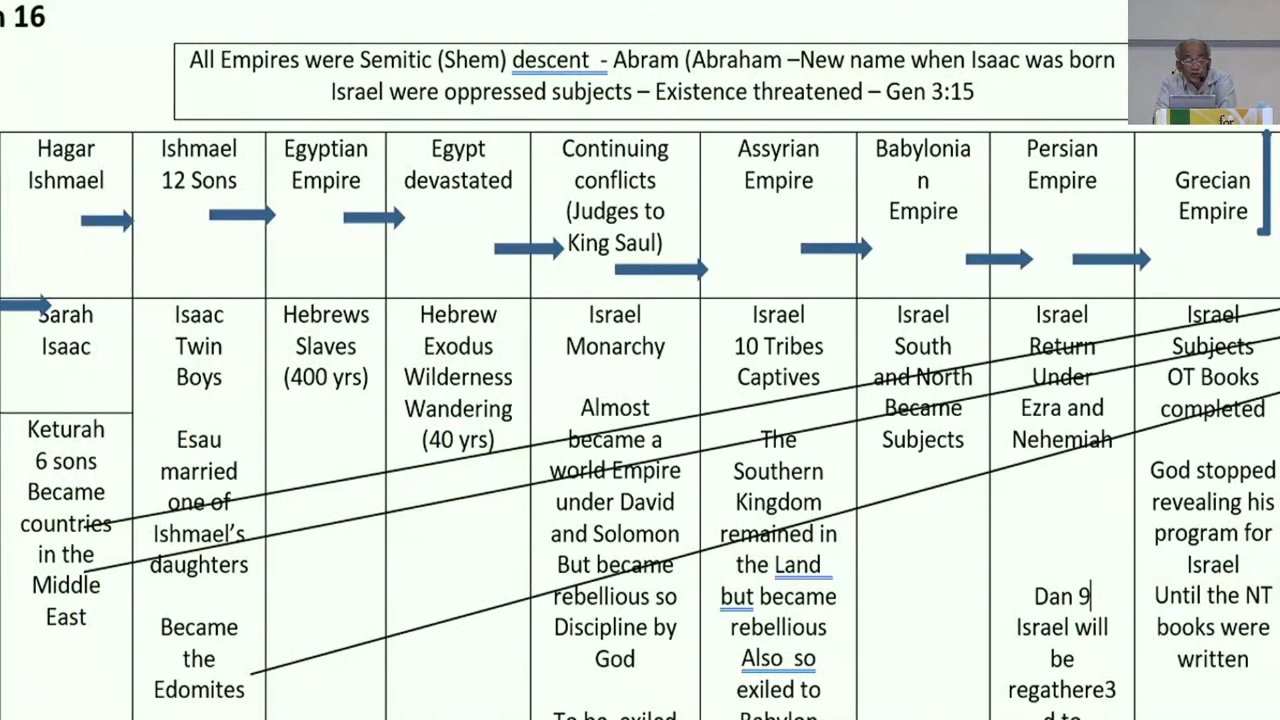 n 16
All Empires were Semitic (Shem) descent - Abram (Abraham –New name when Isaac was born
Israel were oppressed subjects – Existence threatened – Gen 3:15
for
Hagar
Ishmael
Ishmael
12 Sons
Egyptian
Empire
Egypt
devastated
Continuing
conflicts
(Judges to
King Saul)
Assyrian
Empire
Babylonia
n
Empire
Persian
Empire
Grecian
Empire
Sarah
Isaac
Keturah
6 sons
Became
countries
in the
Middle
East
Isaac
Twin
Boys
Esau
married
one of
Ishmael's
daughters
Became
the
Edomites
Hebrews
Slaves
(400 yrs)
Hebrew
Exodus
Wilderness
Wandering
(40 yrs)
Israel
Monarchy
Almost
became a
world Empire
under David
and Solomon
But became
rebellious so
Discipline by
God
To be exiled
Israel
10 Tribes
Captives
The
Southern
Kingdom
remained in
the Land
but became
rebellious
Also so
exiled to
Babylon
Israel
South
and North
Became
Subjects
Israel
Return
Under
Ezra and
Nehemiah
Dan 9
Israel will
be
regathere3
d to
Israel
Subjects
OT Books
completed
God stopped
revealing his
program for
Israel
Until the NT
books were
written